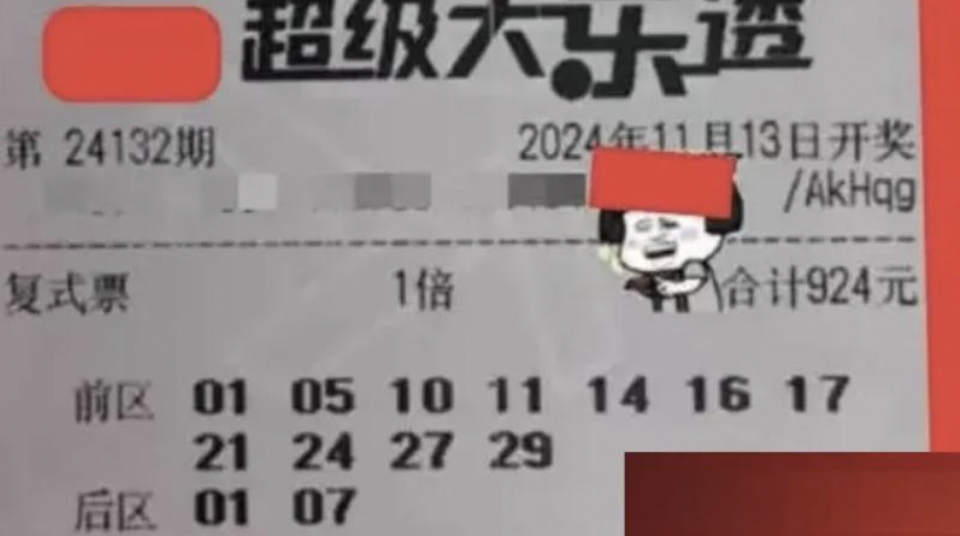 超级大乐透
第 24132期
2024年11月13日开奖
/AkHqg
复式票 1倍 合计924元
前区 01 05 10 11 14 16 17
21 24 27 29
后区 01 07